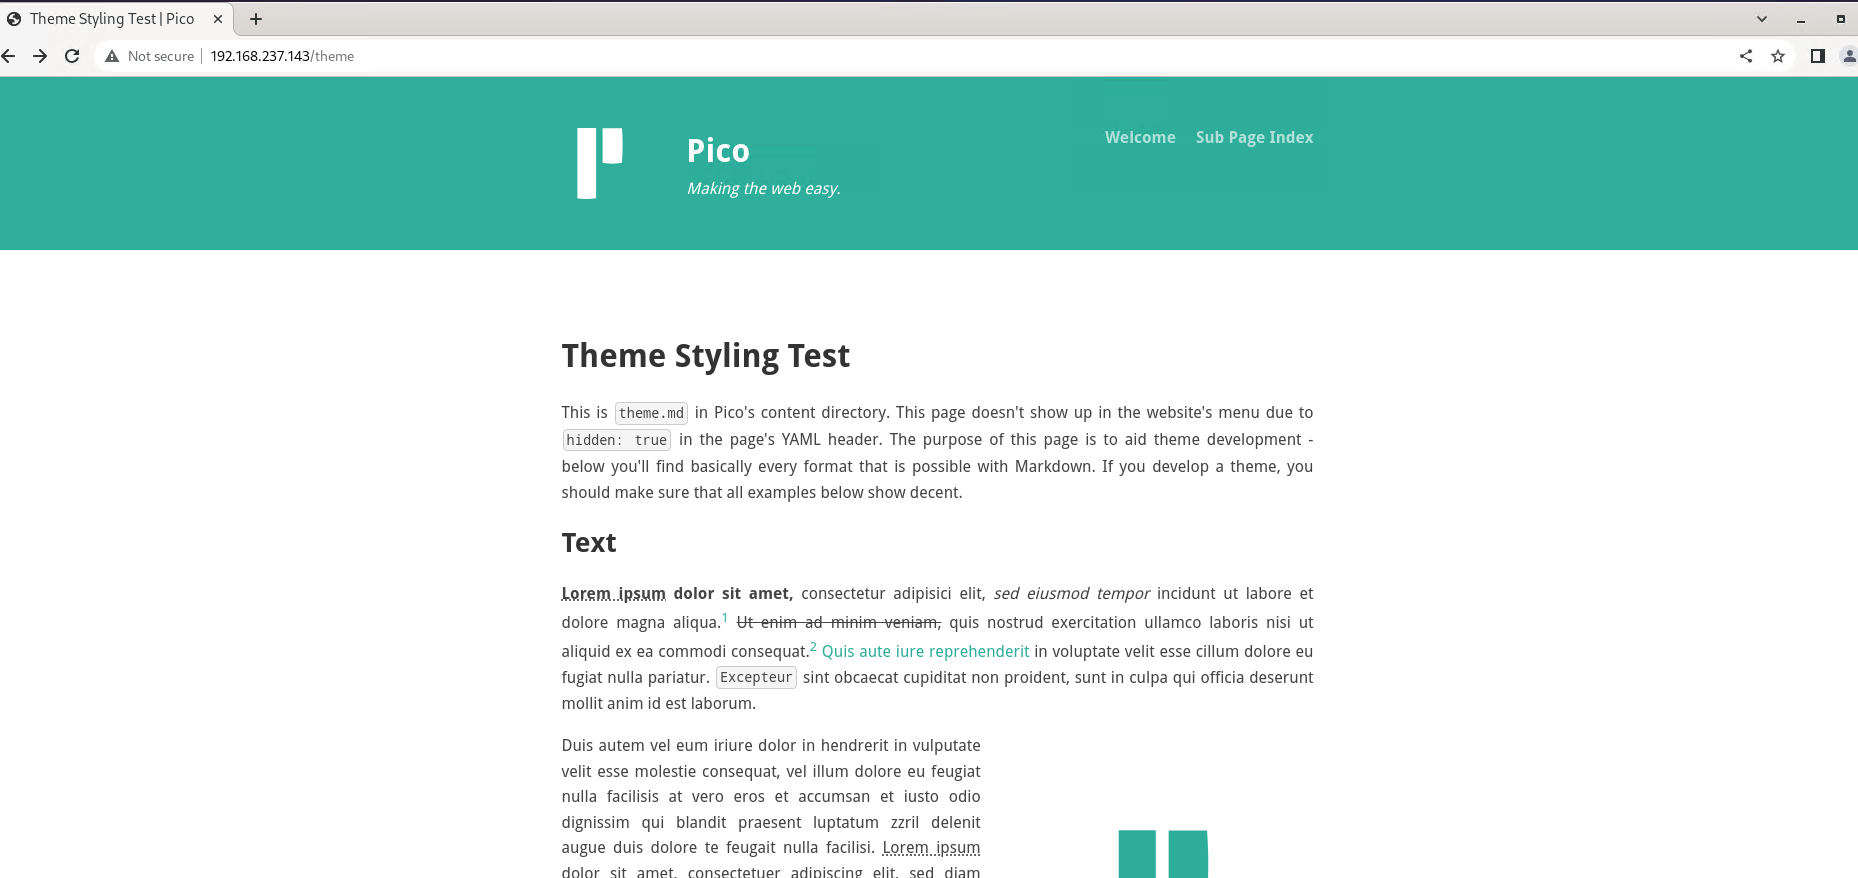 Theme Styling Test | Pico
Not secure
192.168.237.143/theme
Pico
Making the web easy.
Welcome
Sub Page Index
Theme Styling Test
This is theme.md in Pico's content directory. This page doesn't show up in the website's menu due to
hidden: true in the page's YAML header. The purpose of this page is to aid theme development -
below you'll find basically every format that is possible with Markdown. If you develop a theme, you
should make sure that all examples below show decent.
Text
Lorem ipsum dolor sit amet, consectetur adipisici elit, sed eiusmod tempor incidunt ut labore et
dolore magna aliqua.1 Ut enim ad minim veniam, quis nostrud exercitation ullamco laboris nisi ut
aliquid ex ea commodi consequat.2 Quis aute iure reprehenderit in voluptate velit esse cillum dolore eu
fugiat nulla pariatur. Excepteur sint obcaecat cupiditat non proident, sunt in culpa qui officia deserunt
mollit anim id est laborum.
Duis autem vel eum iriure dolor in hendrerit in vulputate
velit esse molestie consequat, vel illum dolore eu feugiat
nulla facilisis at vero eros et accumsan et iusto odio
dignissim qui blandit praesent luptatum zzril delenit
augue duis dolore te feugait nulla facilisi. Lorem ipsum
dolor sit amet, consectetuer adipiscing elit, sed diam